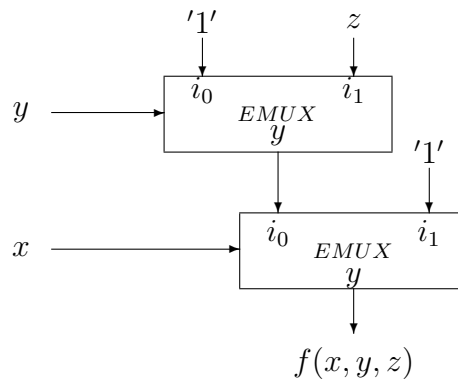 '1' z
y
i₀ i₁
EMUX
y
'1'
x
i₀ i₁
EMUX
y
f(x, y, z)